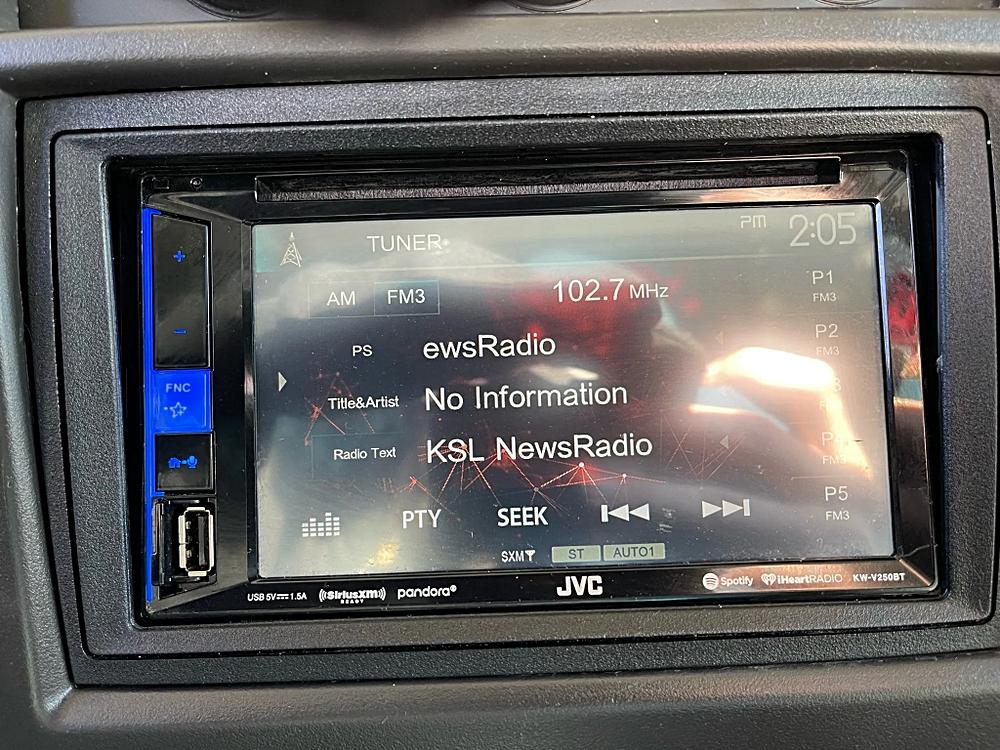 TUNER
PM 2:05
AM FM3 102.7 MHz
P1
FM3
PS ewsRadio
P2
FM3
Title&Artist No Information
Radio Text KSL NewsRadio
FM3
P5
FM3
PTY SEEK
SXM ST AUTO1
+
−
FNC
USB 5V 1.5A ((SiriusXM)) READY pandora® JVC Spotify iHeartRADIO KW-V250BT